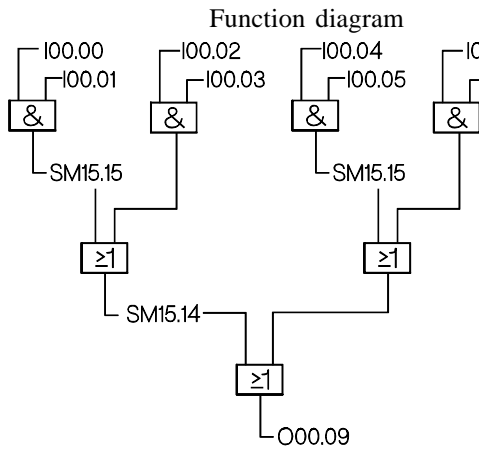 Function diagram
I00.00 I00.02 I00.04
I00.01 I00.03 I00.05
& & & &
SM15.15 SM15.15
≥1 ≥1
SM15.14
≥1
O00.09